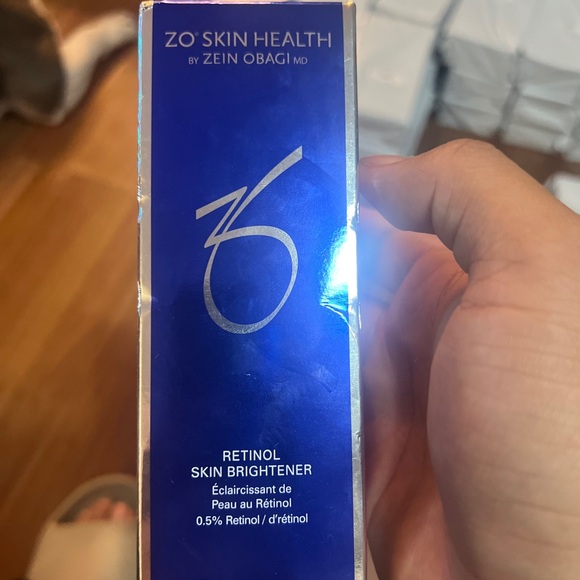 ZO® SKIN HEALTH
BY ZEIN OBAGI MD
ZO
RETINOL
SKIN BRIGHTENER
Éclaircissant de
Peau au Rétinol
0.5% Retinol / d'rétinol